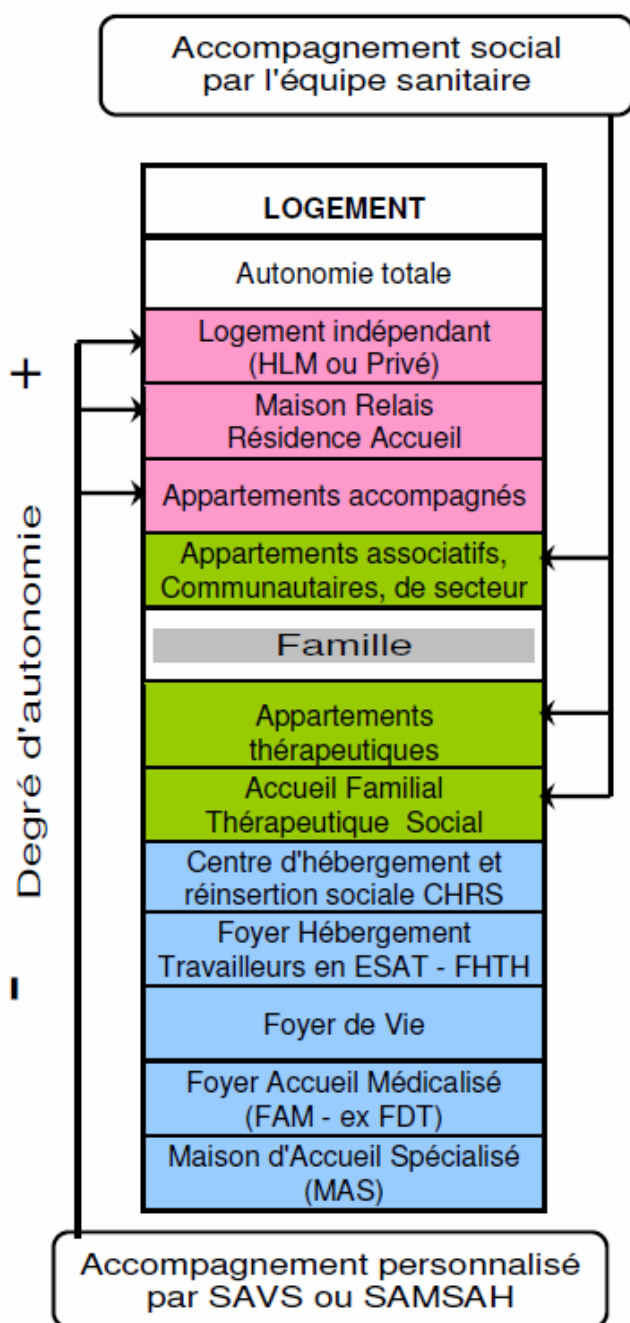 Accompagnement social
par l'équipe sanitaire
LOGEMENT
Autonomie totale
Logement indépendant
(HLM ou Privé)
Maison Relais
Résidence Accueil
Appartements accompagnés
Appartements associatifs,
Communautaires, de secteur
Famille
Appartements
thérapeutiques
Accueil Familial
Thérapeutique Social
Centre d'hébergement et
réinsertion sociale CHRS
Foyer Hébergement
Travailleurs en ESAT - FHTH
Foyer de Vie
Foyer Accueil Médicalisé
(FAM - ex FDT)
Maison d'Accueil Spécialisé
(MAS)
+
Degré d'autonomie
-
Accompagnement personnalisé
par SAVS ou SAMSAH